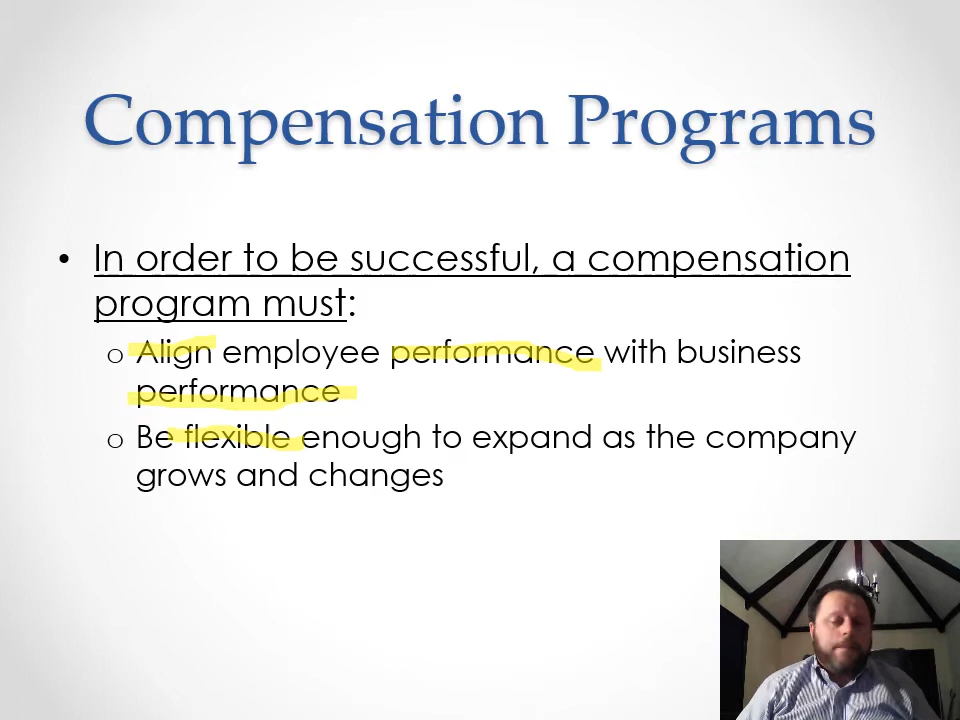 Compensation Programs
• In order to be successful, a compensation
program must:
o Align employee performance with business
performance
o Be flexible enough to expand as the company
grows and changes